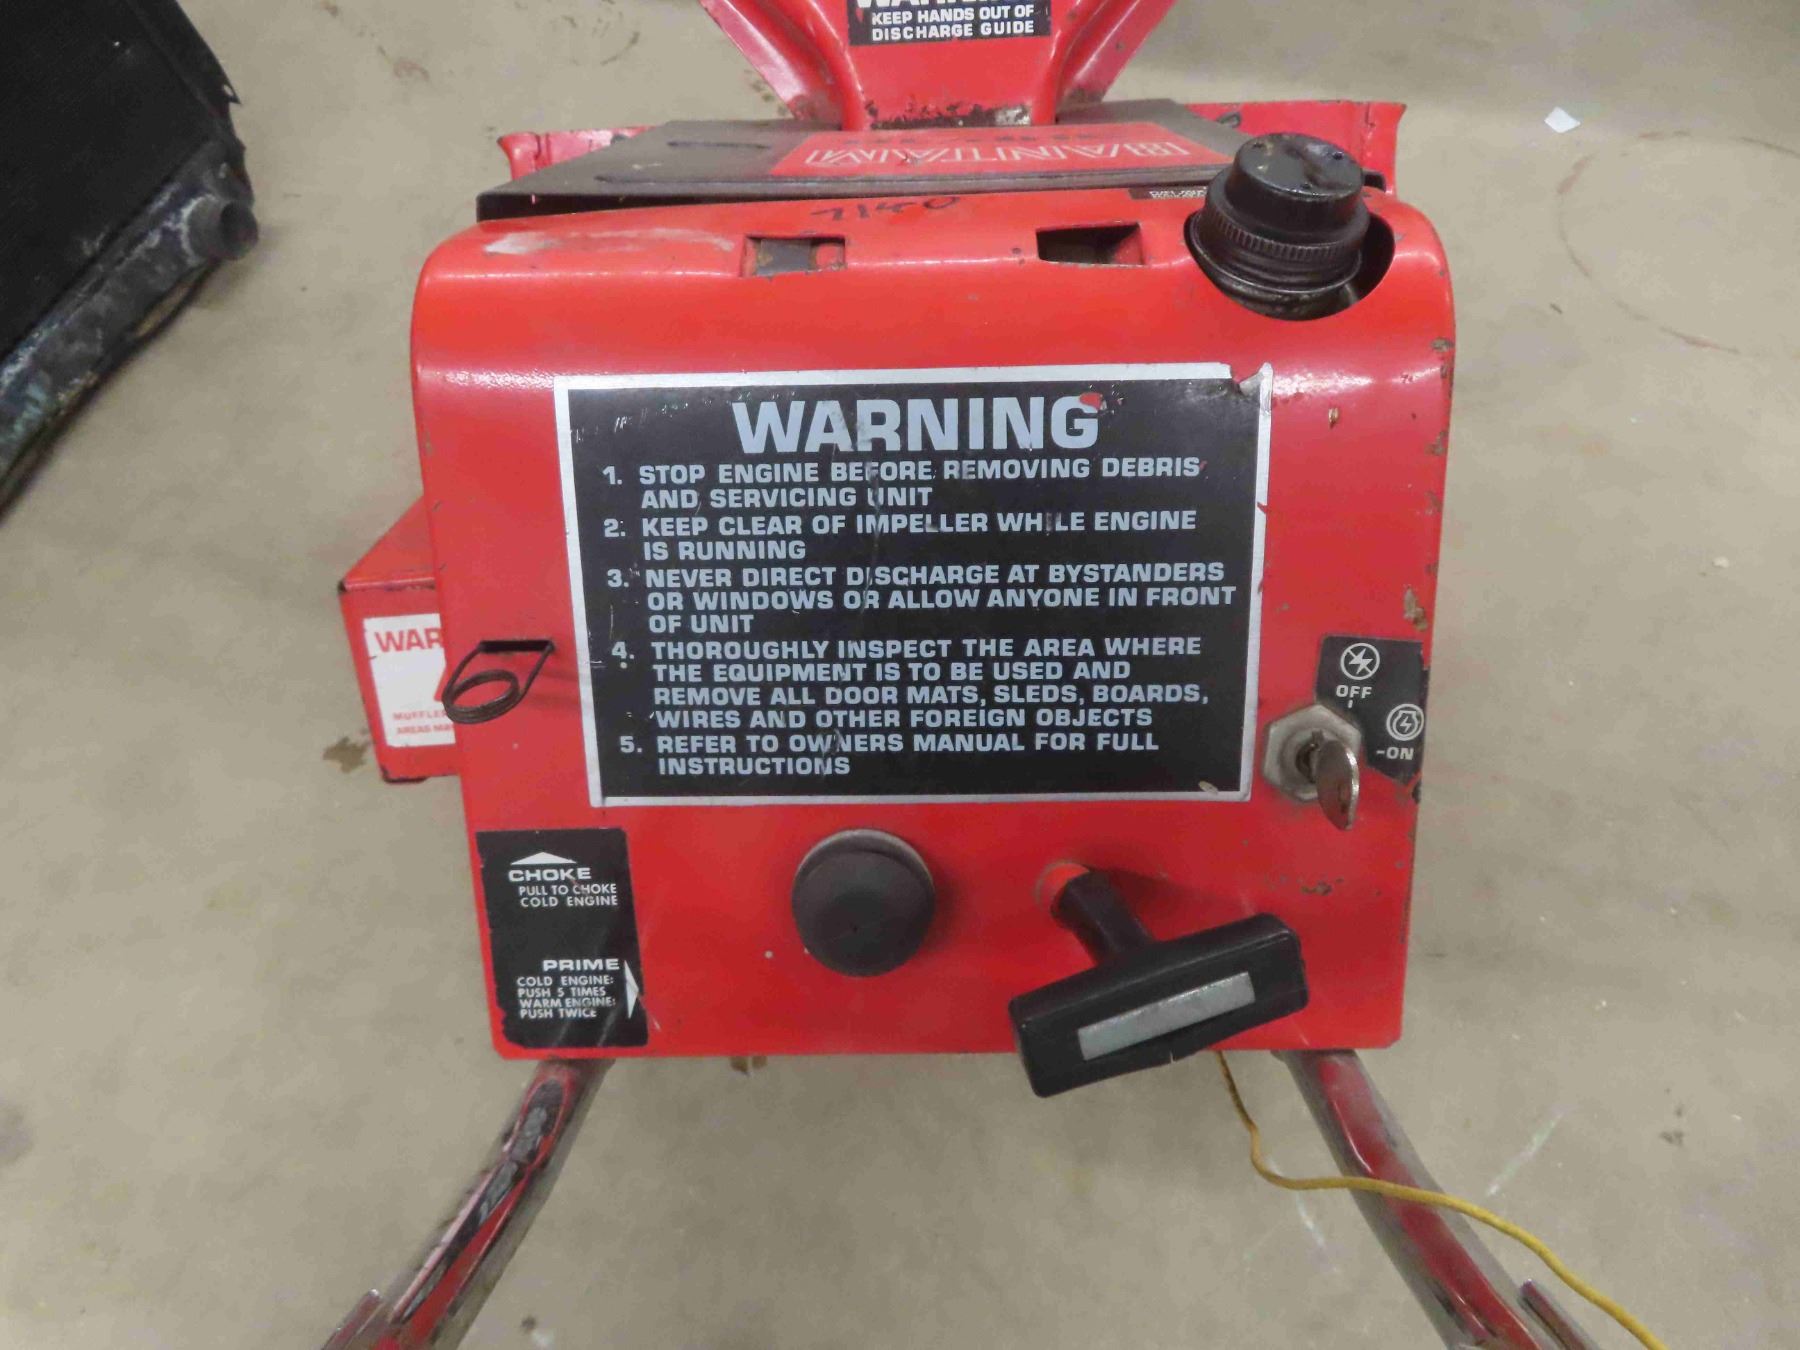 KEEP HANDS OUT OF
DISCHARGE GUIDE
7140
WARNING
1. STOP ENGINE BEFORE REMOVING DEBRIS
AND SERVICING UNIT
2. KEEP CLEAR OF IMPELLER WHILE ENGINE
IS RUNNING
3. NEVER DIRECT DISCHARGE AT BYSTANDERS
OR WINDOWS OR ALLOW ANYONE IN FRONT
OF UNIT
4. THOROUGHLY INSPECT THE AREA WHERE
THE EQUIPMENT IS TO BE USED AND
REMOVE ALL DOOR MATS, SLEDS, BOARDS,
WIRES AND OTHER FOREIGN OBJECTS
5. REFER TO OWNERS MANUAL FOR FULL
INSTRUCTIONS
WAR
MUFFLER
AREAS
OFF
-ON
CHOKE
PULL TO CHOKE
COLD ENGINE
PRIME
COLD ENGINE:
PUSH 5 TIMES
WARM ENGINE:
PUSH TWICE